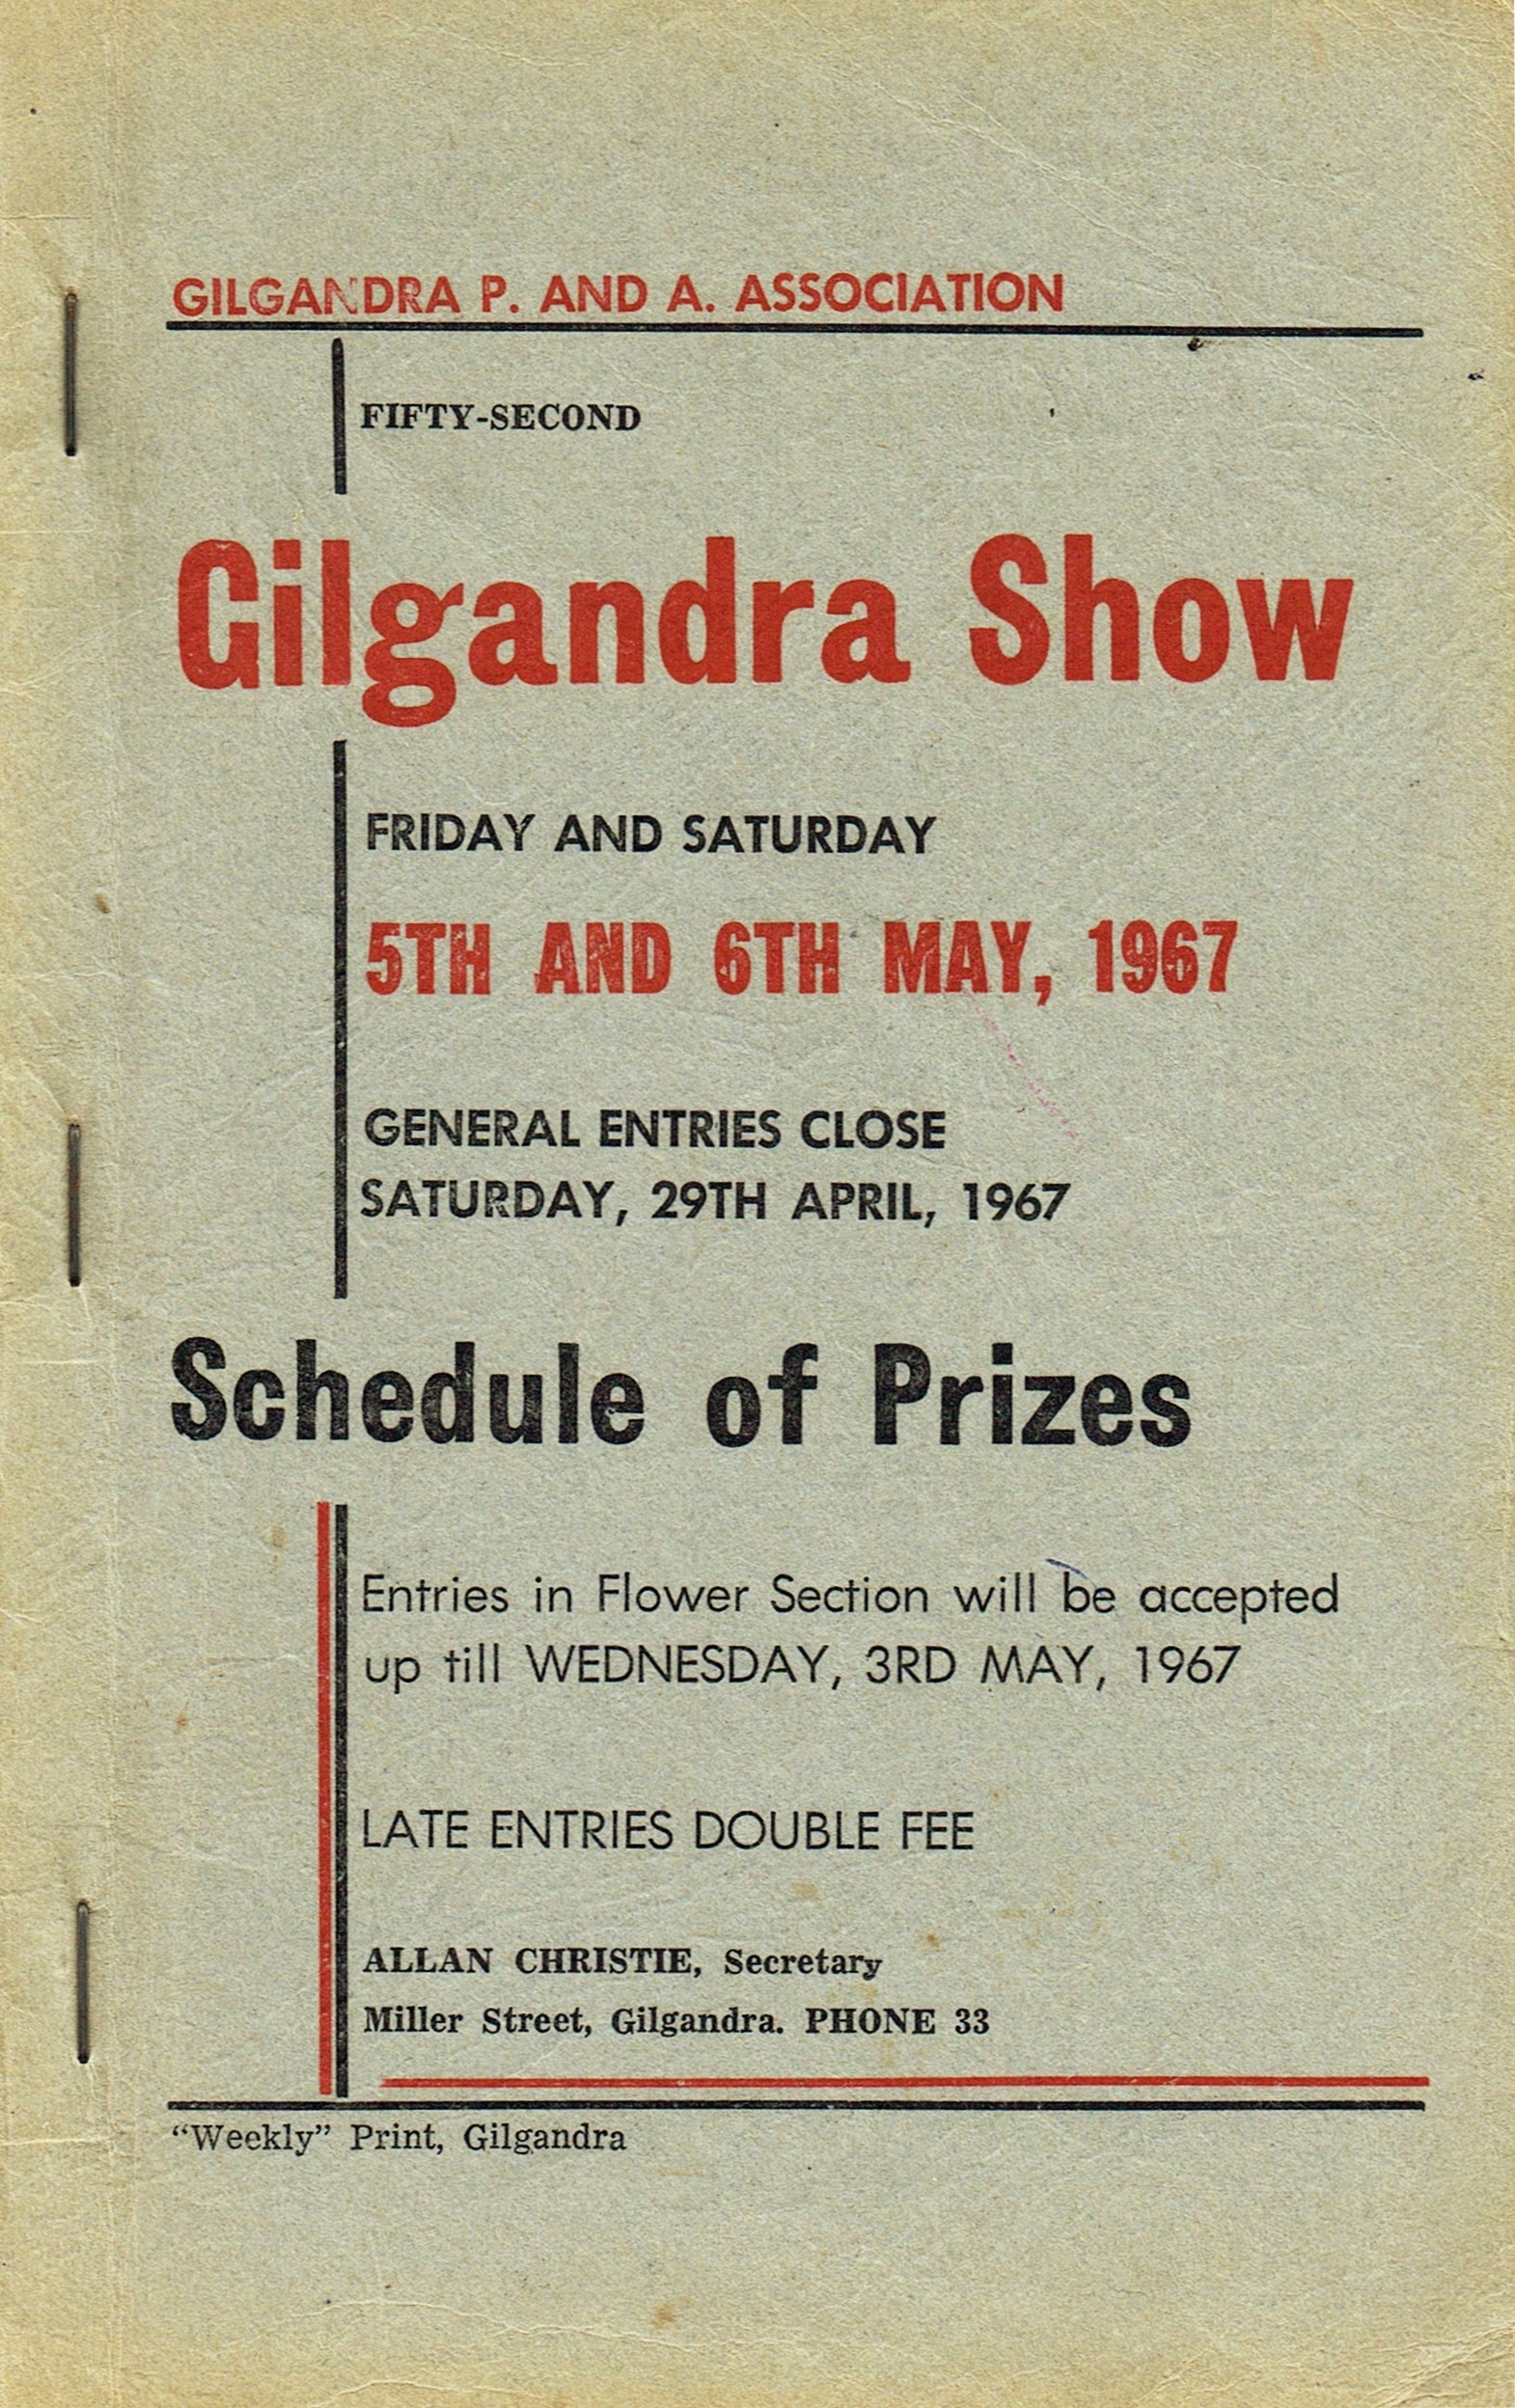 GILGANDRA P. AND A. ASSOCIATION
FIFTY-SECOND
Gilgandra Show
FRIDAY AND SATURDAY
5TH AND 6TH MAY, 1967
GENERAL ENTRIES CLOSE
SATURDAY, 29TH APRIL, 1967
Schedule of Prizes
Entries in Flower Section will be accepted
up till WEDNESDAY, 3RD MAY, 1967
LATE ENTRIES DOUBLE FEE
ALLAN CHRISTIE, Secretary
Miller Street, Gilgandra. PHONE 33
“Weekly” Print, Gilgandra